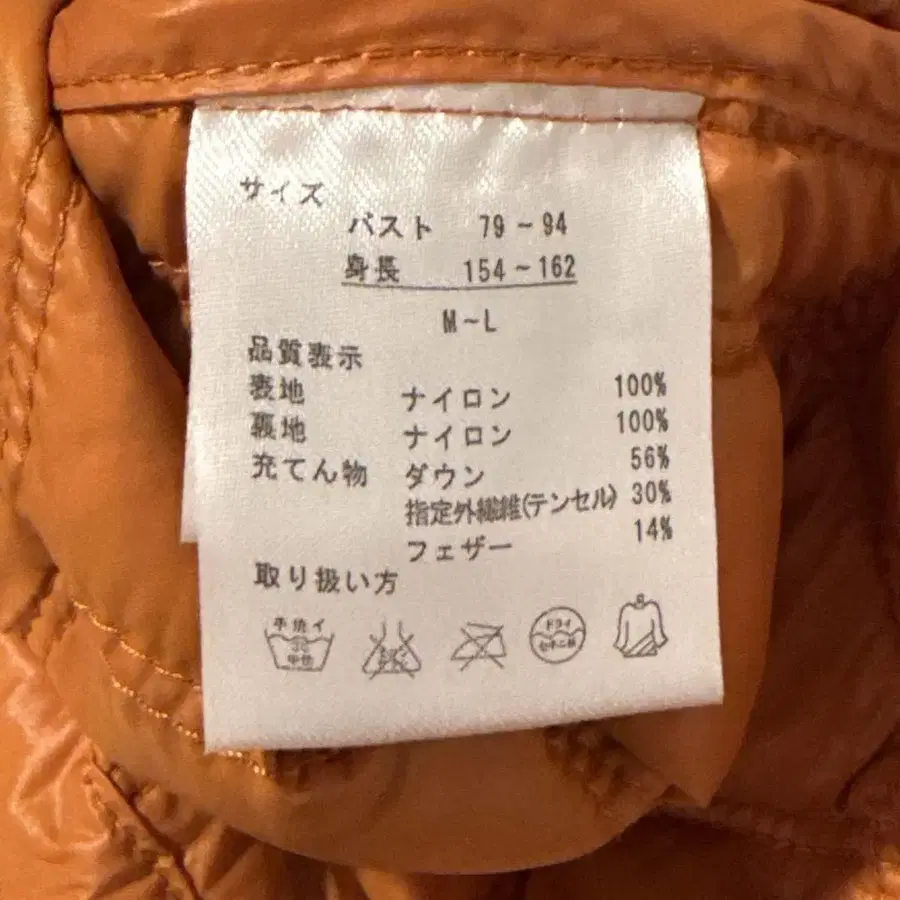 サイズ
バスト 79～94
身長 154～162
M～L
品質表示
表地 ナイロン 100%
裏地 ナイロン 100%
充てん物 ダウン 56%
指定外繊維(テンセル) 30%
フェザー 14%
取り扱い方
30
中性
ドライ